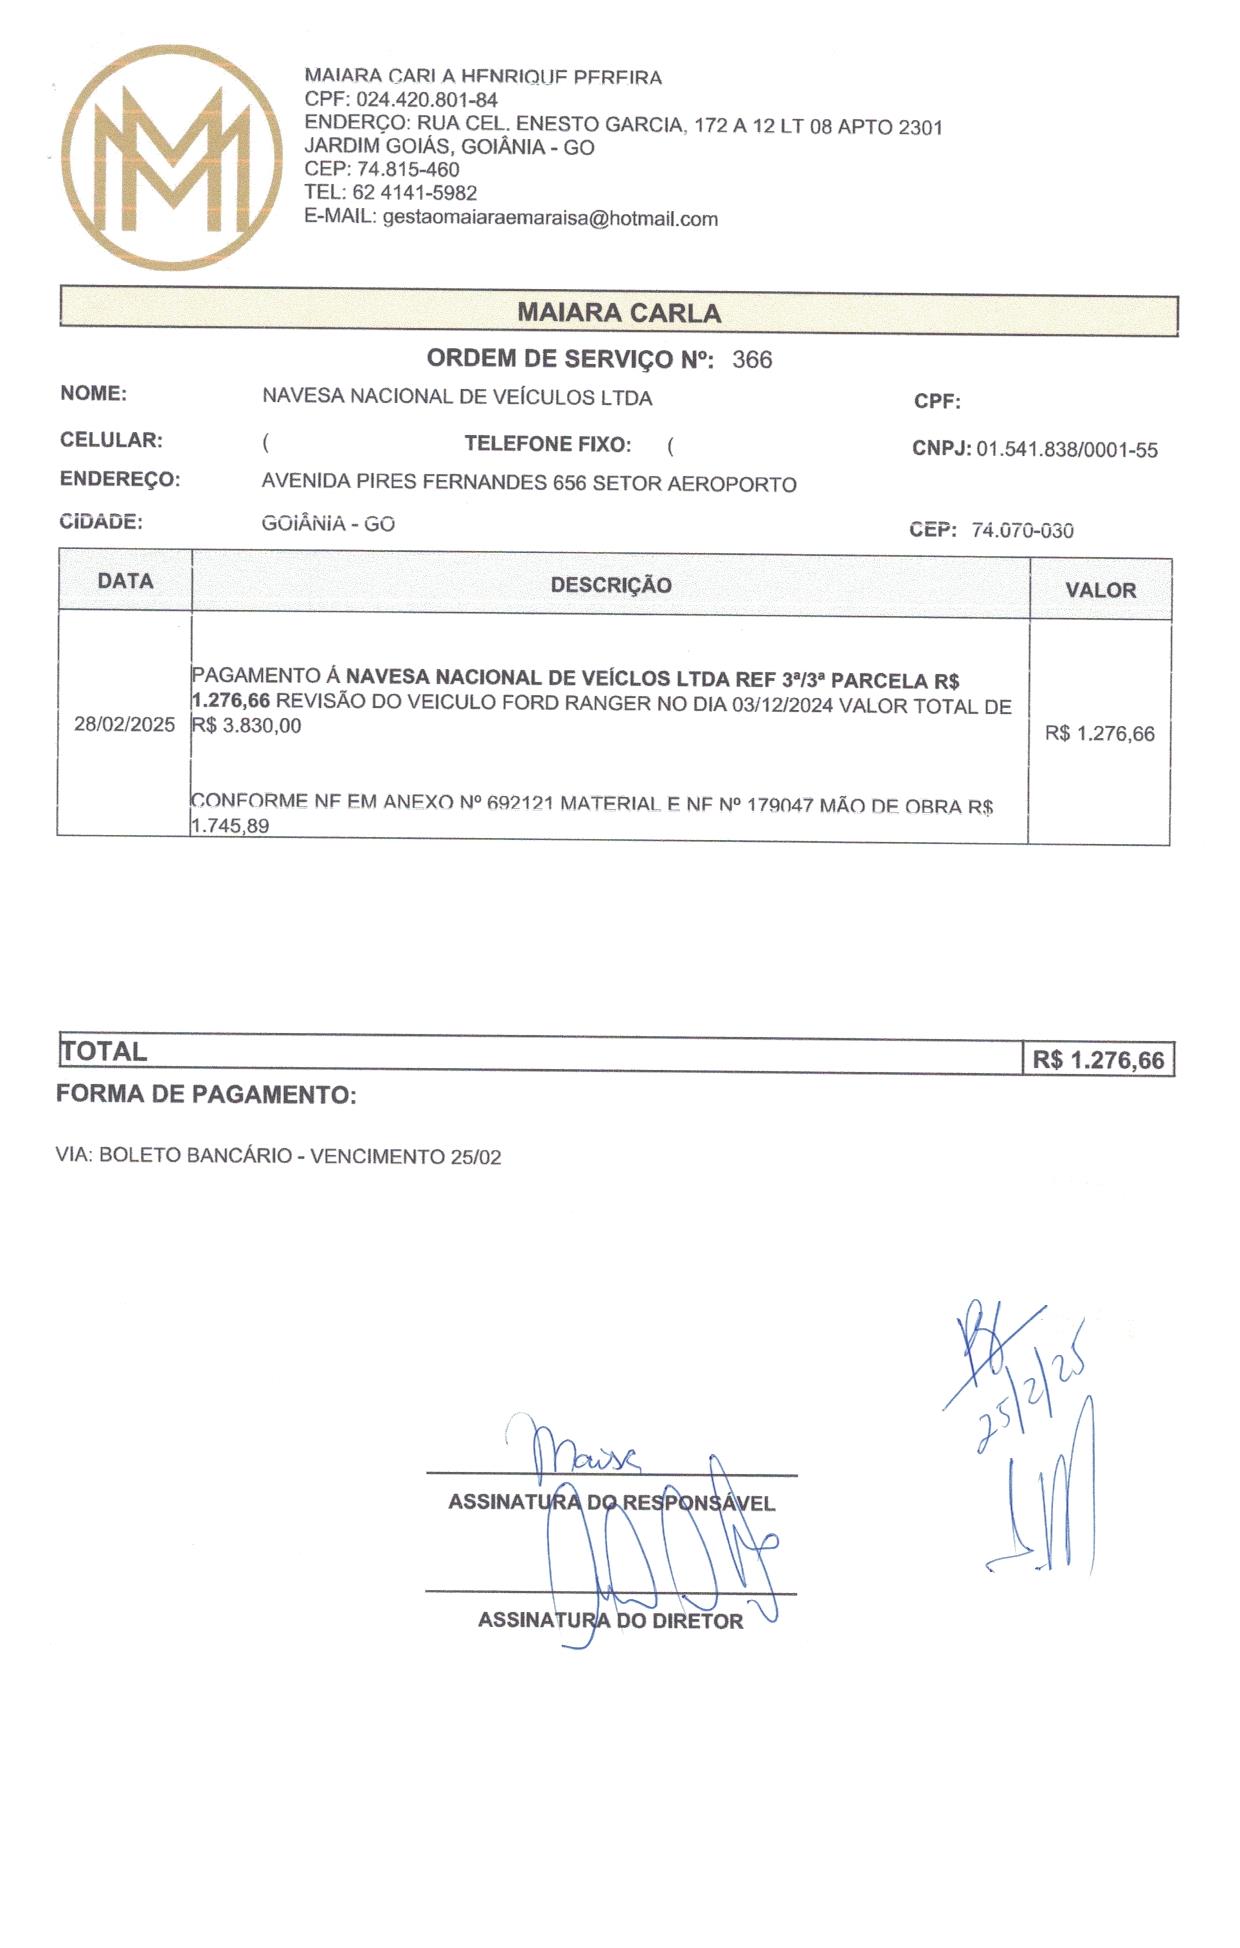 MAIARA CARLA HENRIQUE PEREIRA
CPF: 024.420.801-84
ENDERÇO: RUA CEL. ENESTO GARCIA, 172 A 12 LT 08 APTO 2301
JARDIM GOIÁS, GOIÂNIA - GO
CEP: 74.815-460
TEL: 62 4141-5982
E-MAIL: gestaomaiaraemaraisa@hotmail.com
MAIARA CARLA
ORDEM DE SERVIÇO Nº: 366
NOME: NAVESA NACIONAL DE VEÍCULOS LTDA CPF:
CELULAR: ( TELEFONE FIXO: ( CNPJ: 01.541.838/0001-55
ENDEREÇO: AVENIDA PIRES FERNANDES 656 SETOR AEROPORTO
CIDADE: GOIÂNIA - GO CEP: 74.070-030
DATA DESCRIÇÃO VALOR
PAGAMENTO Á NAVESA NACIONAL DE VEÍCLOS LTDA REF 3ª/3ª PARCELA R$
1.276,66 REVISÃO DO VEICULO FORD RANGER NO DIA 03/12/2024 VALOR TOTAL DE
28/02/2025 R$ 3.830,00 R$ 1.276,66
CONFORME NF EM ANEXO Nº 692121 MATERIAL E NF Nº 179047 MÃO DE OBRA R$
1.745,89
TOTAL R$ 1.276,66
FORMA DE PAGAMENTO:
VIA: BOLETO BANCÁRIO - VENCIMENTO 25/02
25/2/25
ASSINATURA DO RESPONSÁVEL
ASSINATURA DO DIRETOR